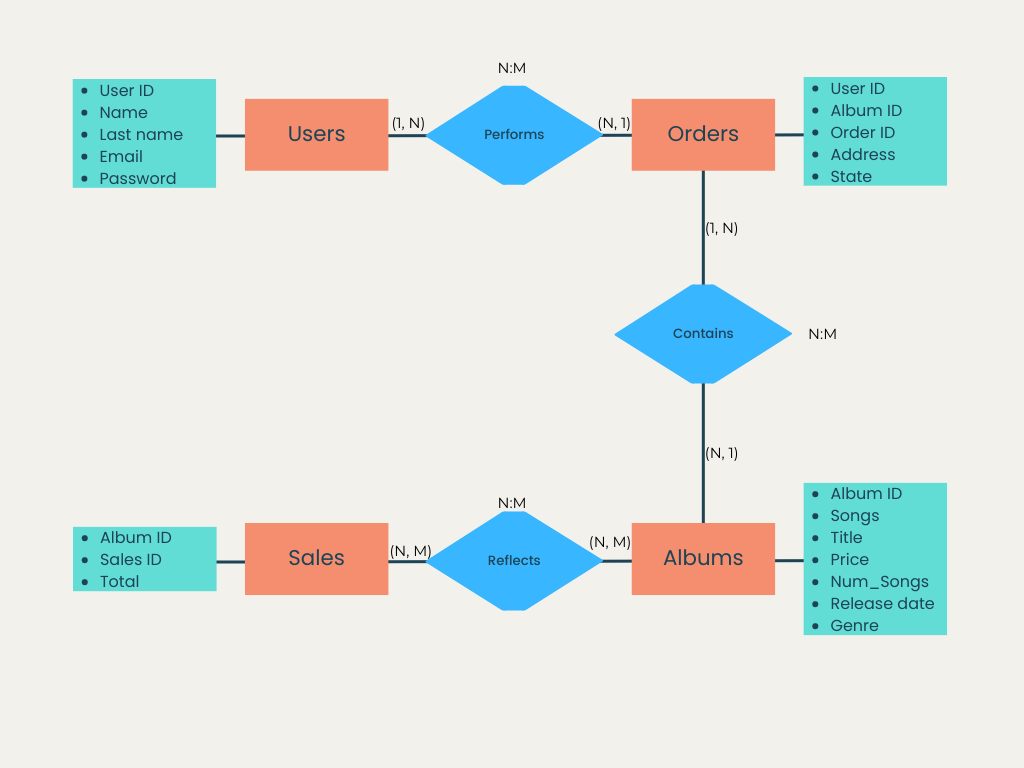 N:M
User ID
Name
Last name
Email
Password
Users
(1, N)
Performs
(N, 1)
Orders
User ID
Album ID
Order ID
Address
State
(1, N)
Contains
N:M
(N, 1)
Album ID
Sales ID
Total
Sales
(N, M)
N:M
Reflects
(N, M)
Albums
Album ID
Songs
Title
Price
Num_Songs
Release date
Genre